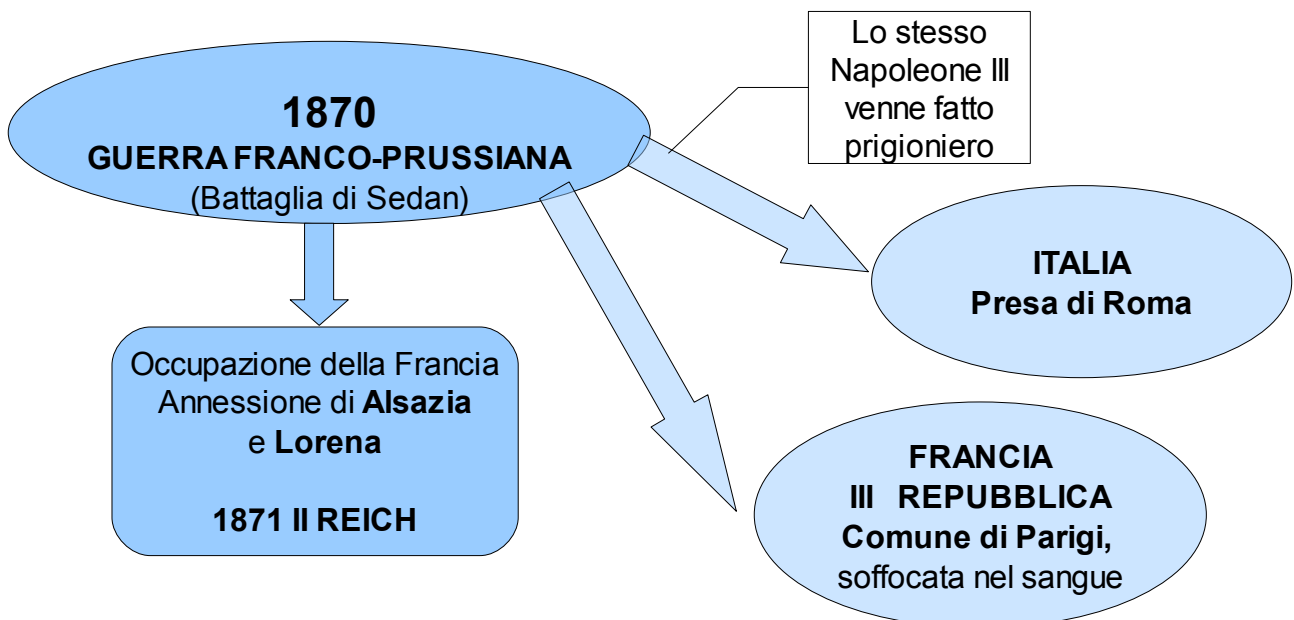 1870
GUERRA FRANCO-PRUSSIANA
(Battaglia di Sedan)
Lo stesso
Napoleone III
venne fatto
prigioniero
ITALIA
Presa di Roma
Occupazione della Francia
Annessione di Alsazia
e Lorena
1871 II REICH
FRANCIA
III REPUBBLICA
Comune di Parigi,
soffocata nel sangue